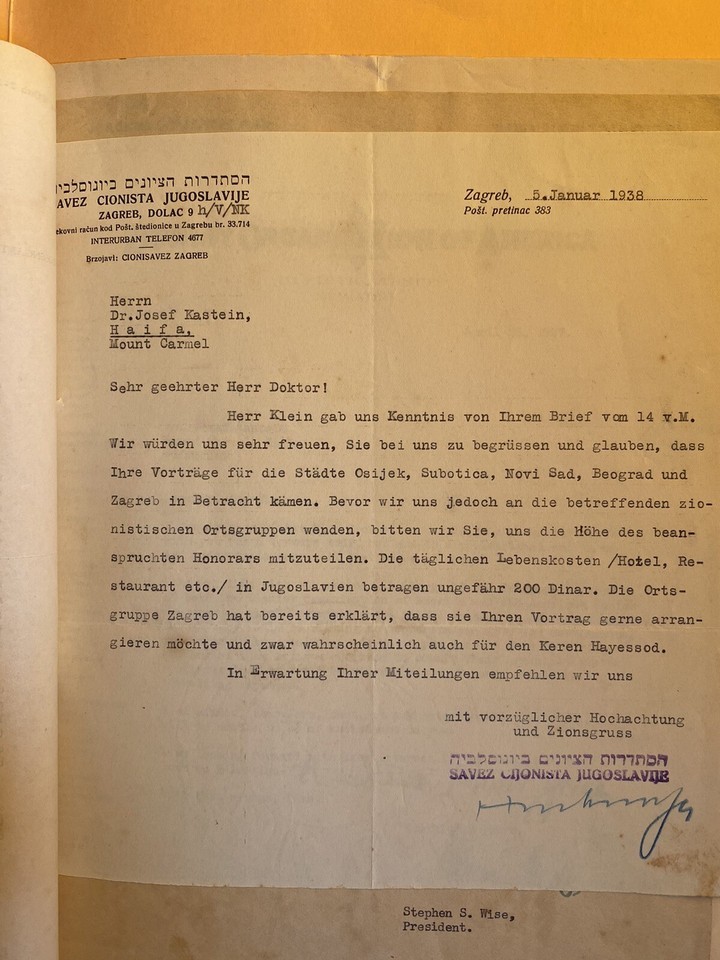 הסתדרות הציונים ביוגוסלביה
SAVEZ CIONISTA JUGOSLAVIJE
ZAGREB, DOLAC 9 h/V/NK
ekovni račun kod Pošt. štedionice u Zagrebu br. 33.714
INTERURBAN TELEFON 4677
Brzojavi: CIONISAVEZ ZAGREB
Zagreb, 5.Januar 1938
Pošt. pretinac 383
Herrn
Dr.Josef Kastein,
H a i f a,
Mount Carmel
Sehr geehrter Herr Doktor!
Herr Klein gab uns Kenntnis von Ihrem Brief vom 14 v.M.
Wir würden uns sehr freuen, Sie bei uns zu begrüssen und glauben, dass
Ihre Vorträge für die Städte Osijek, Subotica, Novi Sad, Beograd und
Zagreb in Betracht kämen. Bevor wir uns jedoch an die betreffenden zio-
nistischen Ortsgruppen wenden, bitten wir Sie, uns die Höhe des bean-
spruchten Honorars mitzuteilen. Die täglichen Lebenskosten /Hotel, Re-
staurant etc./ in Jugoslavien betragen ungefähr 200 Dinar. Die Orts-
gruppe Zagreb hat bereits erklärt, dass sie Ihren Vortrag gerne arran-
gieren möchte und zwar wahrscheinlich auch für den Keren Hayessod.
In Erwartung Ihrer Miteilungen empfehlen wir uns
mit vorzüglicher Hochachtung
und Zionsgruss
הסתדרות הציונים ביוגוסלביה
SAVEZ CIJONISTA JUGOSLAVIJE
Stephen S. Wise,
President.